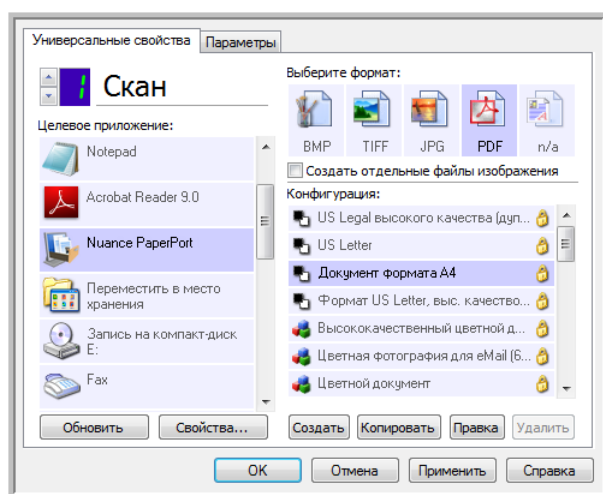 Универсальные свойства Параметры
1 Скан
Целевое приложение:
Notepad
Acrobat Reader 9.0
Nuance PaperPort
Переместить в место
хранения
Запись на компакт-диск
E:
Fax
Обновить Свойства...
Выберите формат:
BMP TIFF JPG PDF n/a
Создать отдельные файлы изображения
Конфигурация:
US Legal высокого качества (дуп...
US Letter
Документ формата A4
Формат US Letter, выс. качество...
Высококачественный цветной д...
Цветная фотография для eMail (6...
Цветной документ
Создать Копировать Правка Удалить
OK Отмена Применить Справка